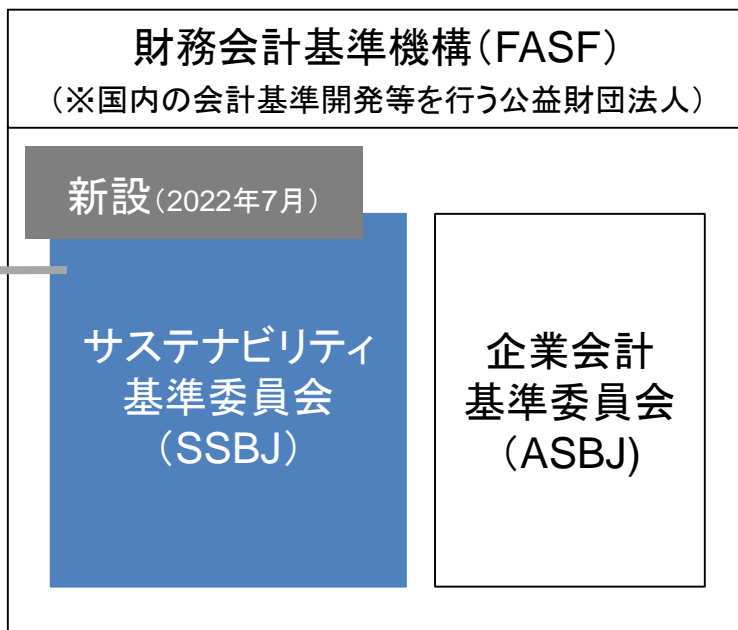 財務会計基準機構（FASF）
（※国内の会計基準開発等を行う公益財団法人）
新設（2022年7月）
サステナビリティ
基準委員会
（SSBJ）
企業会計
基準委員会
（ASBJ)